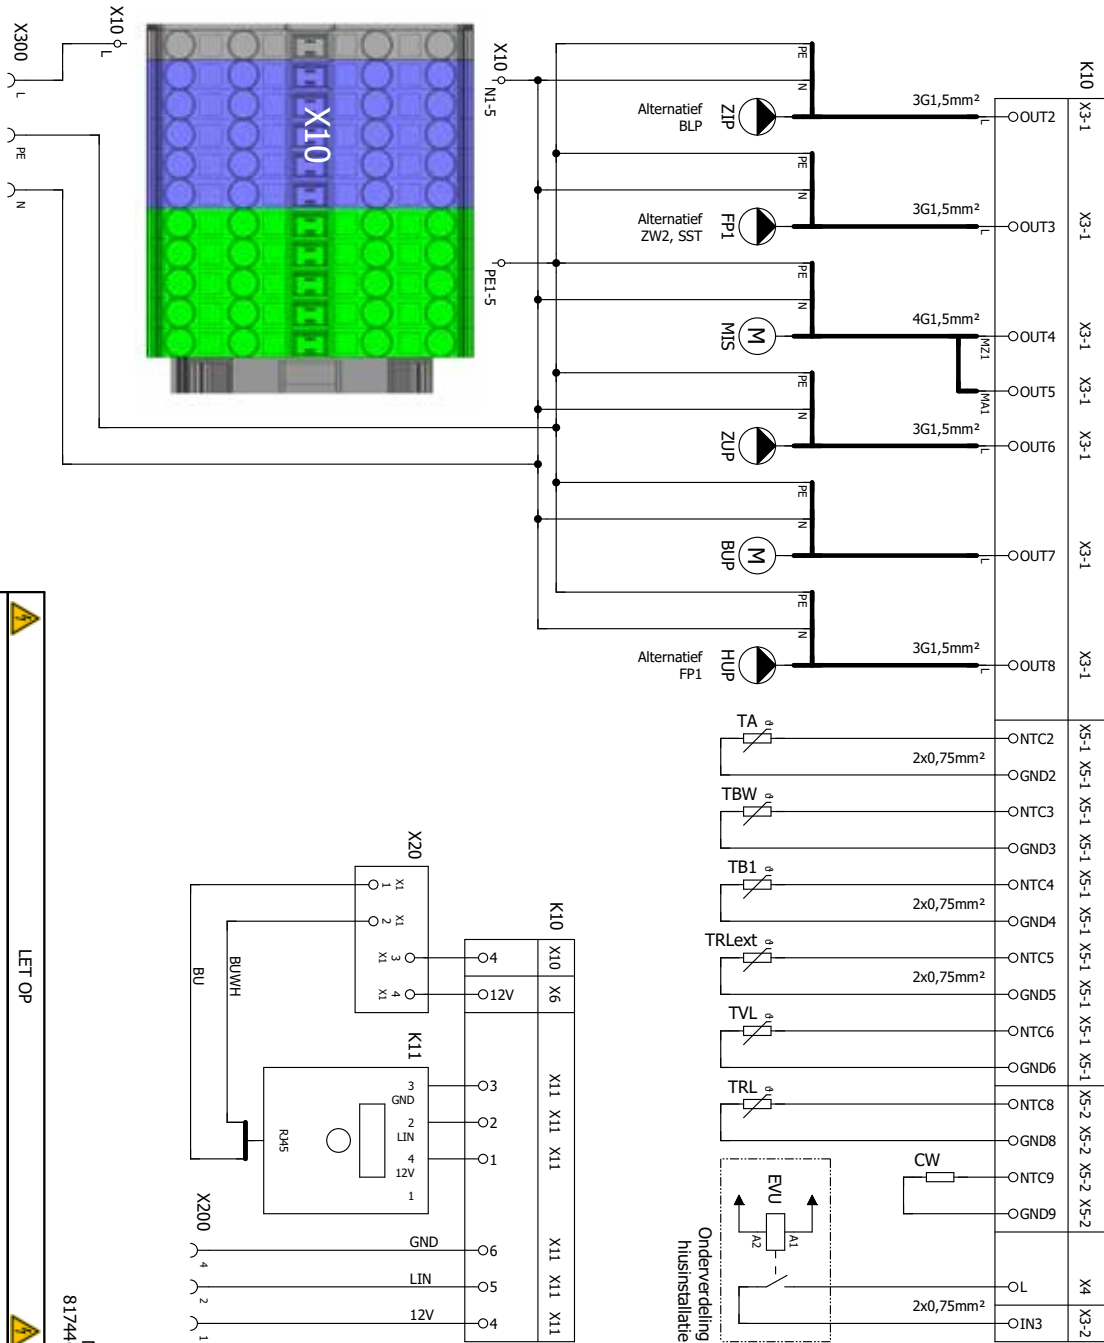 K10
X3-1
OUT2
3G1,5mm²
L
PE
N
ZIP
Alternatief
BLP
X3-1
OUT3
3G1,5mm²
L
PE
N
FP1
Alternatief
ZW2, SST
X3-1
OUT4
4G1,5mm²
MZ1
PE
N
MIS
X3-1
OUT5
MA1
X3-1
OUT6
3G1,5mm²
L
PE
N
ZUP
X3-1
OUT7
L
PE
N
BUP
X3-1
OUT8
3G1,5mm²
L
PE
N
HUP
Alternatief
FP1
M
M
X10
L
X300
L
PE
N
X10
X10
N1-5
PE1-5
TA
ϑ
X5-1
NTC2
2x0,75mm²
X5-1
GND2
TBW
ϑ
X5-1
NTC3
X5-1
GND3
TB1
ϑ
X5-1
NTC4
2x0,75mm²
X5-1
GND4
TRLext
ϑ
X5-1
NTC5
2x0,75mm²
X5-1
GND5
TVL
ϑ
X5-1
NTC6
X5-1
GND6
TRL
ϑ
X5-2
NTC8
X5-2
GND8
CW
X5-2
NTC9
X5-2
GND9
EVU
A1
A2
Onderverdeling
hiusinstallatie
X4
L
2x0,75mm²
X3-2
IN3
X20
1 X1
2 X1
X1 3
X1 4
BUWH
BU
K10
X10
4
X6
12V
X11
3
X11
2
X11
1
X11
6
X11
5
X11
4
K11
3
GND
2
LIN
4
12V
1
RJ45
X200
GND
4
LIN
2
12V
1
LET OP
81744